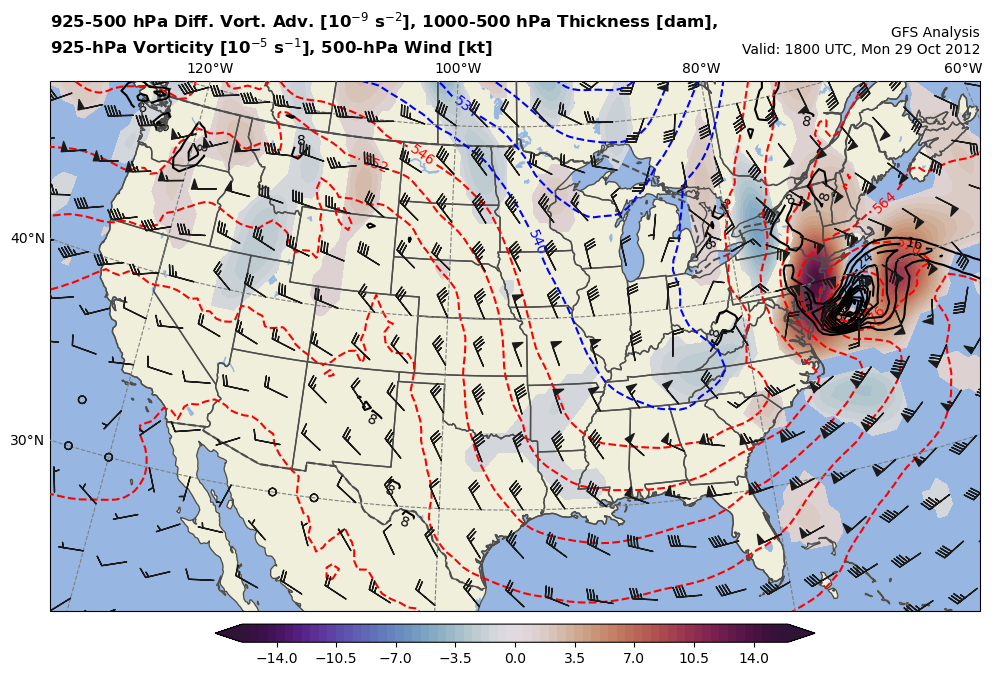 925-500 hPa Diff. Vort. Adv. [10⁻⁹ s⁻²], 1000-500 hPa Thickness [dam],
925-hPa Vorticity [10⁻⁵ s⁻¹], 500-hPa Wind [kt]
GFS Analysis
Valid: 1800 UTC, Mon 29 Oct 2012
120°W 100°W 80°W 60°W
40°N
30°N
546
540
564
8
8
8
8
8
16
−14.0 −10.5 −7.0 −3.5 0.0 3.5 7.0 10.5 14.0